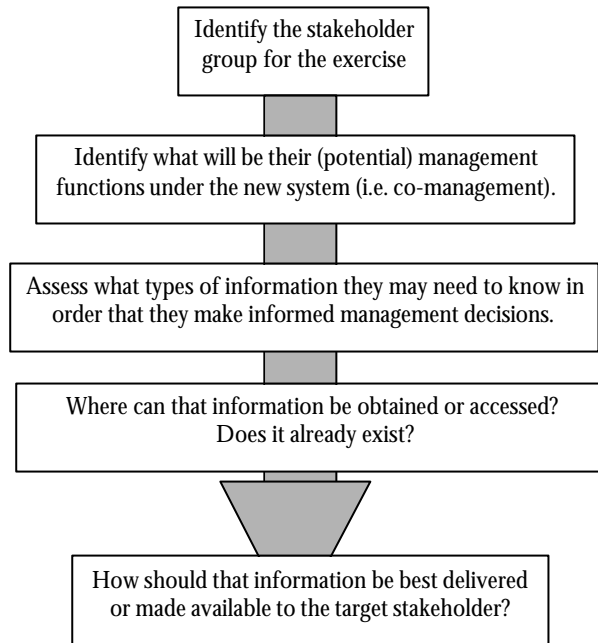 Identify the stakeholder
group for the exercise
Identify what will be their (potential) management
functions under the new system (i.e. co-management).
Assess what types of information they may need to know in
order that they make informed management decisions.
Where can that information be obtained or accessed?
Does it already exist?
How should that information be best delivered
or made available to the target stakeholder?